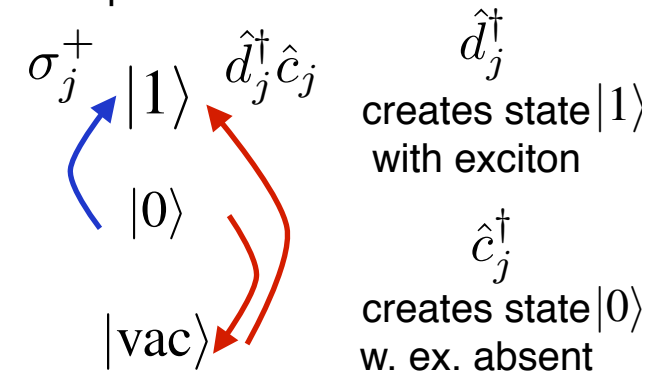 σ_j^+ |1⟩ d̂_j^† ĉ_j
|0⟩
|vac⟩
d̂_j^†
creates state |1⟩
with exciton
ĉ_j^†
creates state |0⟩
w. ex. absent